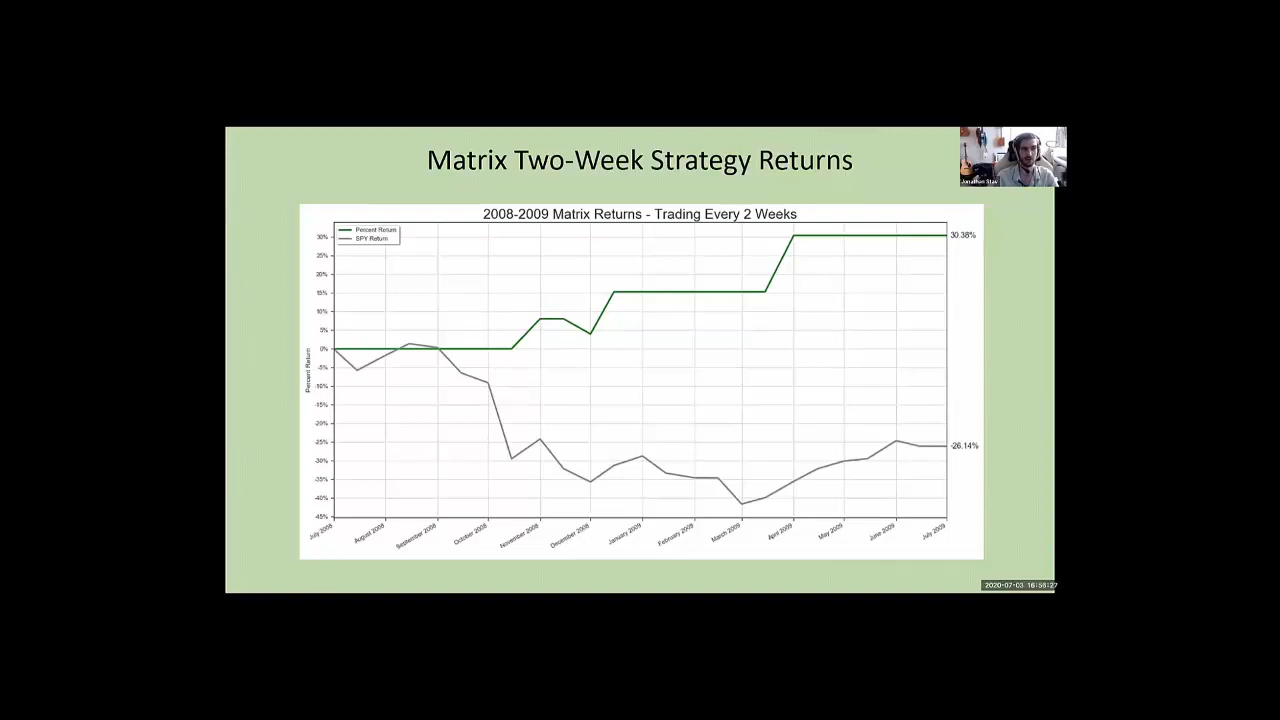 Matrix Two-Week Strategy Returns
Jonathan Stav
2008-2009 Matrix Returns - Trading Every 2 Weeks
Percent Return
SPY Return
30%
25%
20%
15%
10%
5%
0%
-5%
-10%
-15%
-20%
-25%
-30%
-35%
-40%
-45%
Percent Return
30.38%
-26.14%
July 2008
August 2008
September 2008
October 2008
November 2008
December 2008
January 2009
February 2009
March 2009
April 2009
May 2009
June 2009
July 2009
2020-07-03 16:56:27